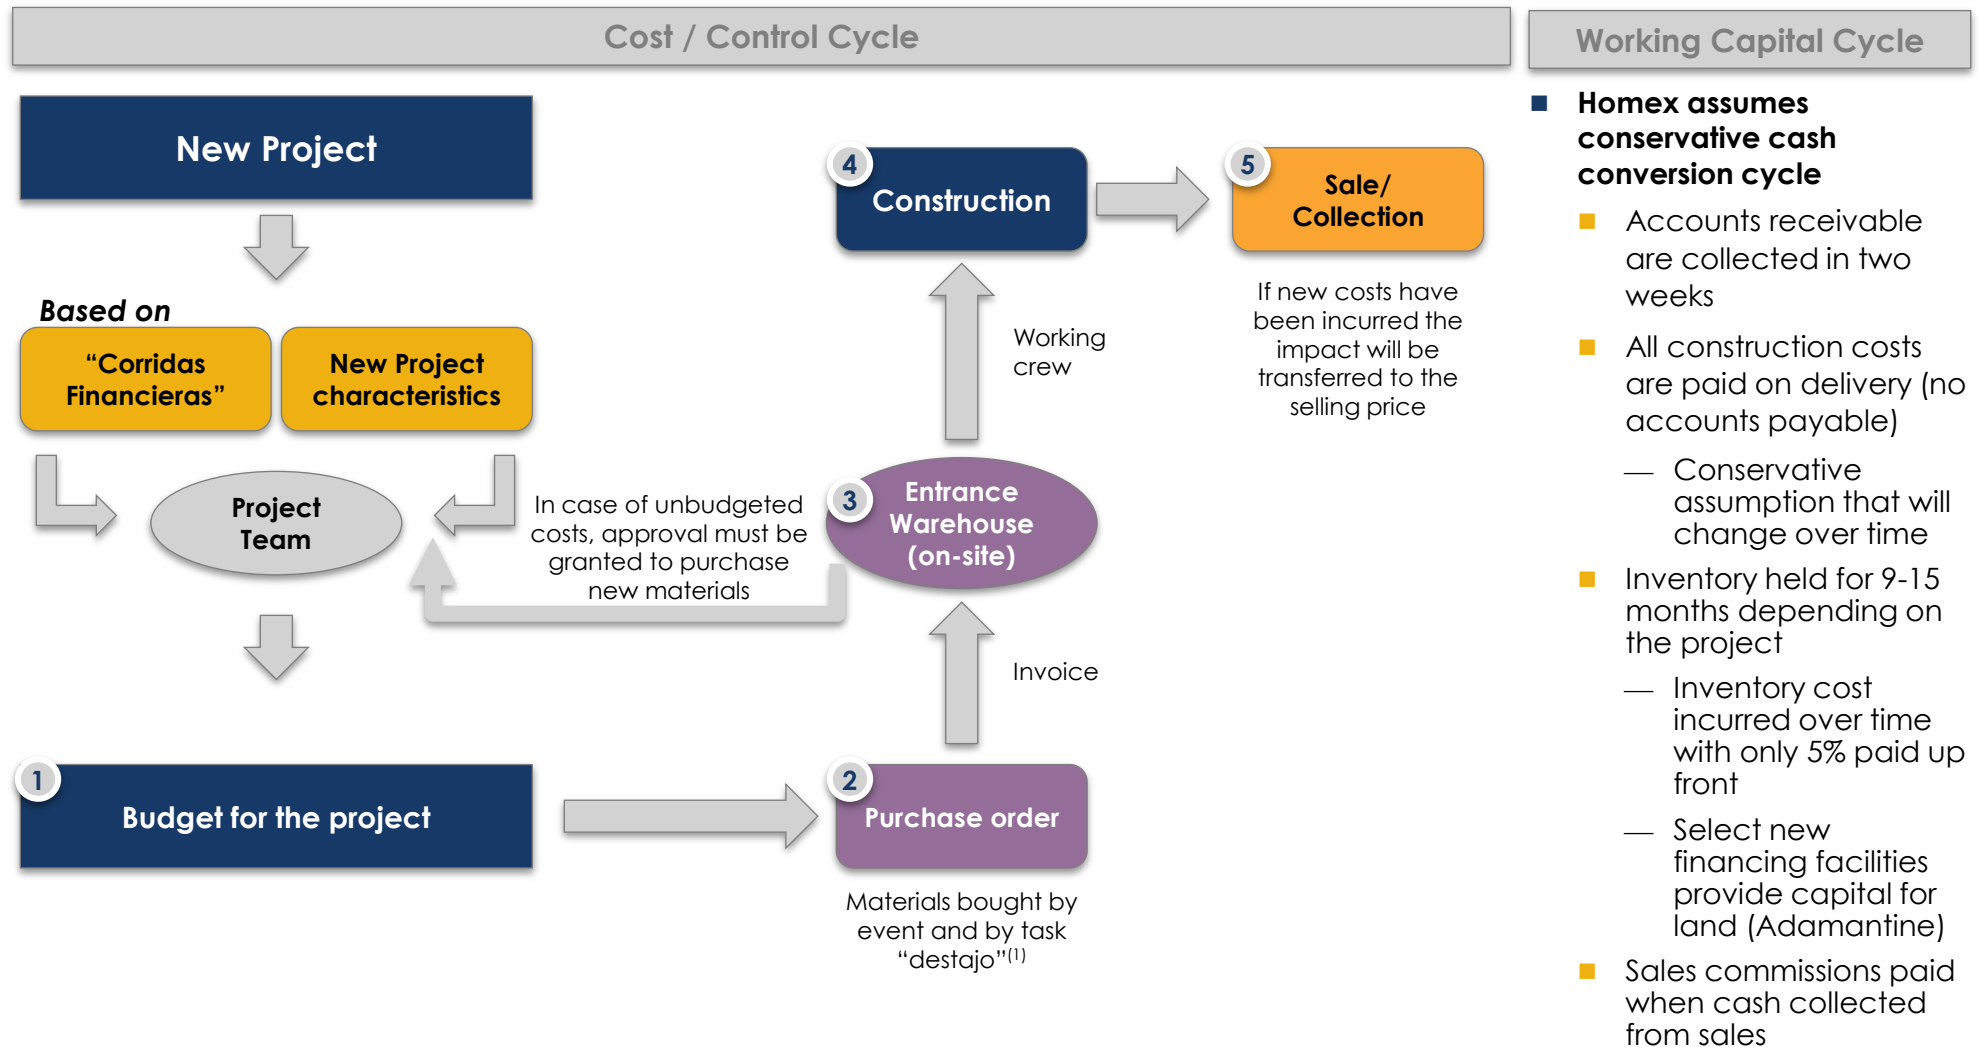 Cost / Control Cycle
New Project
Based on
“Corridas
Financieras”
New Project
characteristics
Project
Team
In case of unbudgeted
costs, approval must be
granted to purchase
new materials
1
Budget for the project
2
Purchase order
Materials bought by
event and by task
“destajo”(1)
Invoice
3
Entrance
Warehouse
(on-site)
Working
crew
4
Construction
5
Sale/
Collection
If new costs have
been incurred the
impact will be
transferred to the
selling price
Working Capital Cycle
■ Homex assumes
conservative cash
conversion cycle
■ Accounts receivable
are collected in two
weeks
■ All construction costs
are paid on delivery (no
accounts payable)
— Conservative
assumption that will
change over time
■ Inventory held for 9-15
months depending on
the project
— Inventory cost
incurred over time
with only 5% paid up
front
— Select new
financing facilities
provide capital for
land (Adamantine)
■ Sales commissions paid
when cash collected
from sales